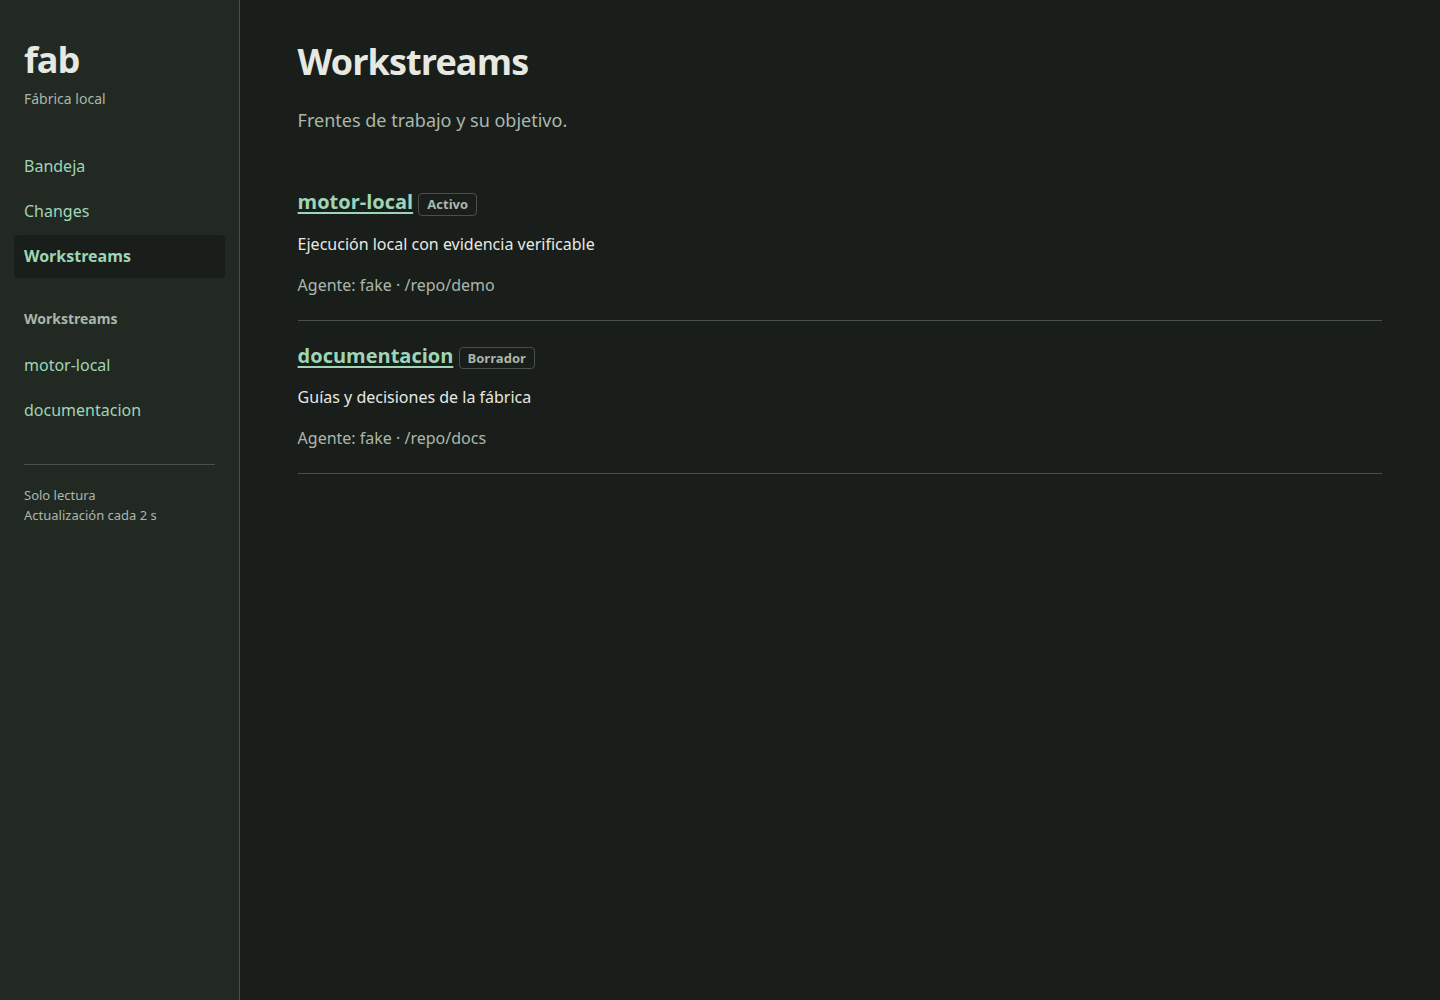 fab
Fábrica local
Bandeja
Changes
Workstreams
Workstreams
motor-local
documentacion
Solo lectura
Actualización cada 2 s
Workstreams
Frentes de trabajo y su objetivo.
motor-local Activo
Ejecución local con evidencia verificable
Agente: fake · /repo/demo
documentacion Borrador
Guías y decisiones de la fábrica
Agente: fake · /repo/docs